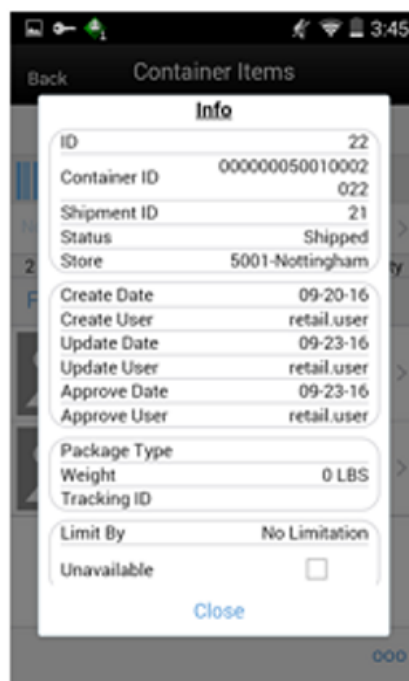 1
3:45
Back
Container Items
Info
ID 22
Container ID 000000050010002
022
Shipment ID 21
Status Shipped
Store 5001-Nottingham
2
ty
F
Create Date 09-20-16
Create User retail.user
Update Date 09-23-16
Update User retail.user
Approve Date 09-23-16
Approve User retail.user
Package Type
Weight 0 LBS
Tracking ID
Limit By No Limitation
Unavailable
Close